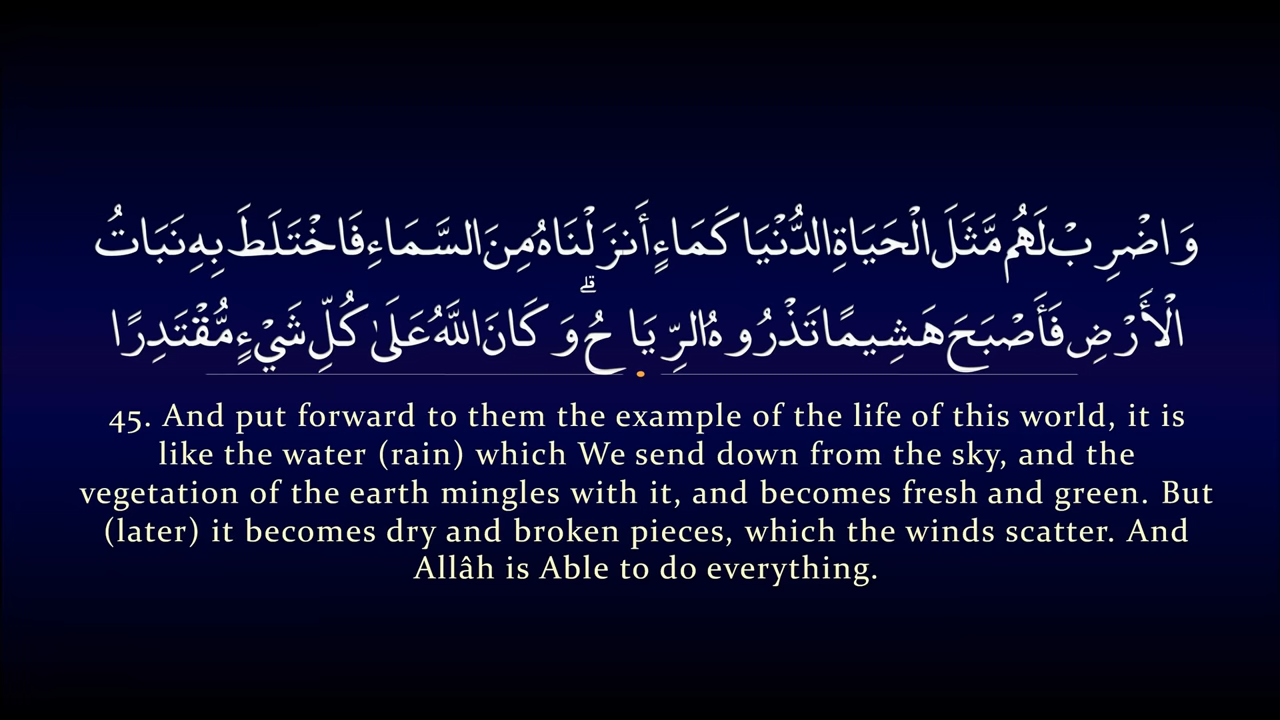 وَاضْرِبْ لَهُم مَّثَلَ الْحَيَاةِ الدُّنْيَا كَمَاءٍ أَنزَلْنَاهُ مِنَ السَّمَاءِ فَاخْتَلَطَ بِهِ نَبَاتُ
الْأَرْضِ فَأَصْبَحَ هَشِيمًا تَذْرُوهُ الرِّيَاحُ ۗ وَكَانَ اللَّهُ عَلَىٰ كُلِّ شَيْءٍ مُّقْتَدِرًا
45. And put forward to them the example of the life of this world, it is
like the water (rain) which We send down from the sky, and the
vegetation of the earth mingles with it, and becomes fresh and green. But
(later) it becomes dry and broken pieces, which the winds scatter. And
Allâh is Able to do everything.